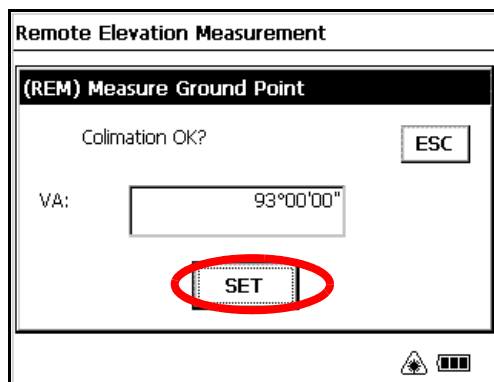 Remote Elevation Measurement
(REM) Measure Ground Point
Colimation OK?
ESC
VA: 93°00'00"
SET